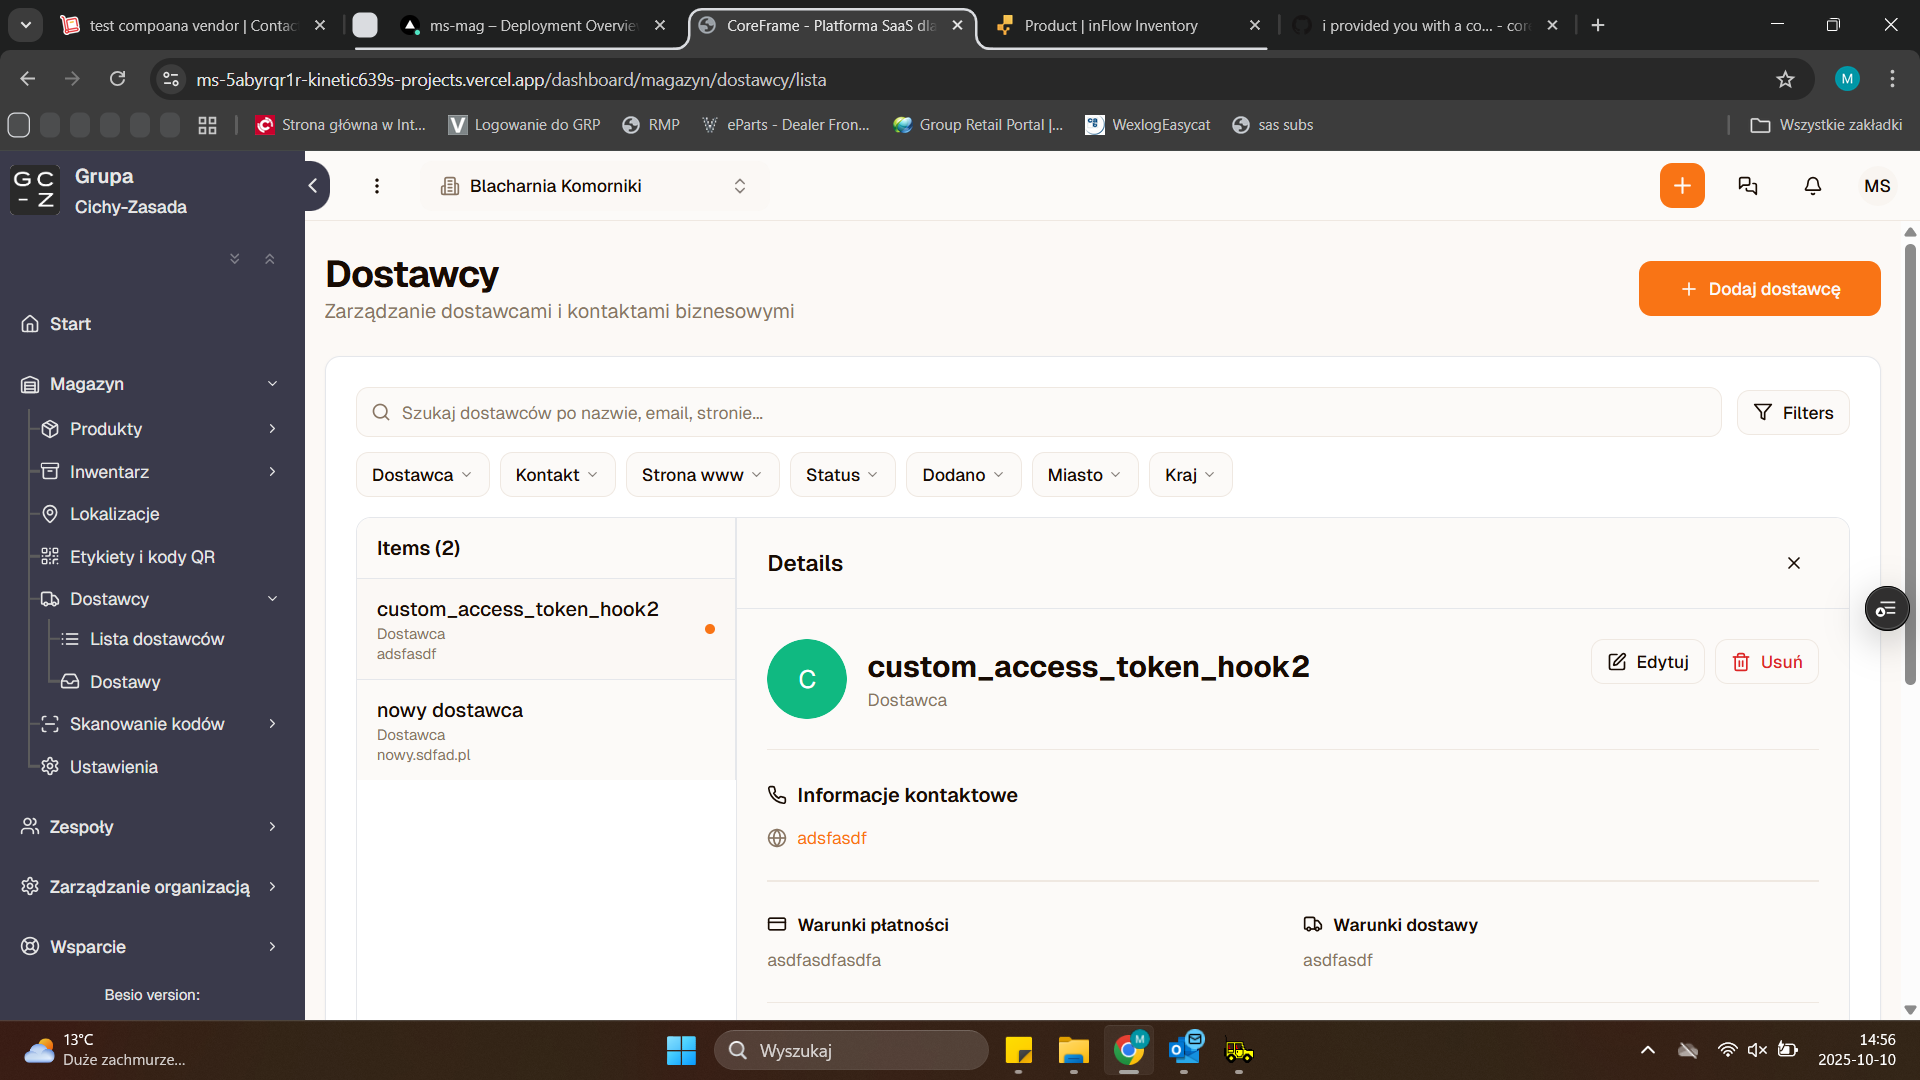 test compoana vendor | Contac
ms-mag – Deployment Overvie
CoreFrame - Platforma SaaS dla
Product | inFlow Inventory
i provided you with a co... - cor
ms-5abyrqr1r-kinetic639s-projects.vercel.app/dashboard/magazyn/dostawcy/lista
M
Strona główna w Int...
Logowanie do GRP
RMP
eParts - Dealer Fron...
Group Retail Portal |...
WexlogEasycat
sas subs
Wszystkie zakładki
GC
-Z
Grupa
Cichy-Zasada
Blacharnia Komorniki
MS
Start
Magazyn
Produkty
Inwentarz
Lokalizacje
Etykiety i kody QR
Dostawcy
Lista dostawców
Dostawy
Skanowanie kodów
Ustawienia
Zespoły
Zarządzanie organizacją
Wsparcie
Besio version:
Dostawcy
Zarządzanie dostawcami i kontaktami biznesowymi
Dodaj dostawcę
Szukaj dostawców po nazwie, email, stronie...
Filters
Dostawca
Kontakt
Strona www
Status
Dodano
Miasto
Kraj
Items (2)
custom_access_token_hook2
Dostawca
adsfasdf
nowy dostawca
Dostawca
nowy.sdfad.pl
Details
C
custom_access_token_hook2
Dostawca
Edytuj
Usuń
Informacje kontaktowe
adsfasdf
Warunki płatności
asdfasdfasdfa
Warunki dostawy
asdfasdf
13°C
Duże zachmurze...
Wyszukaj
M
14:56
2025-10-10